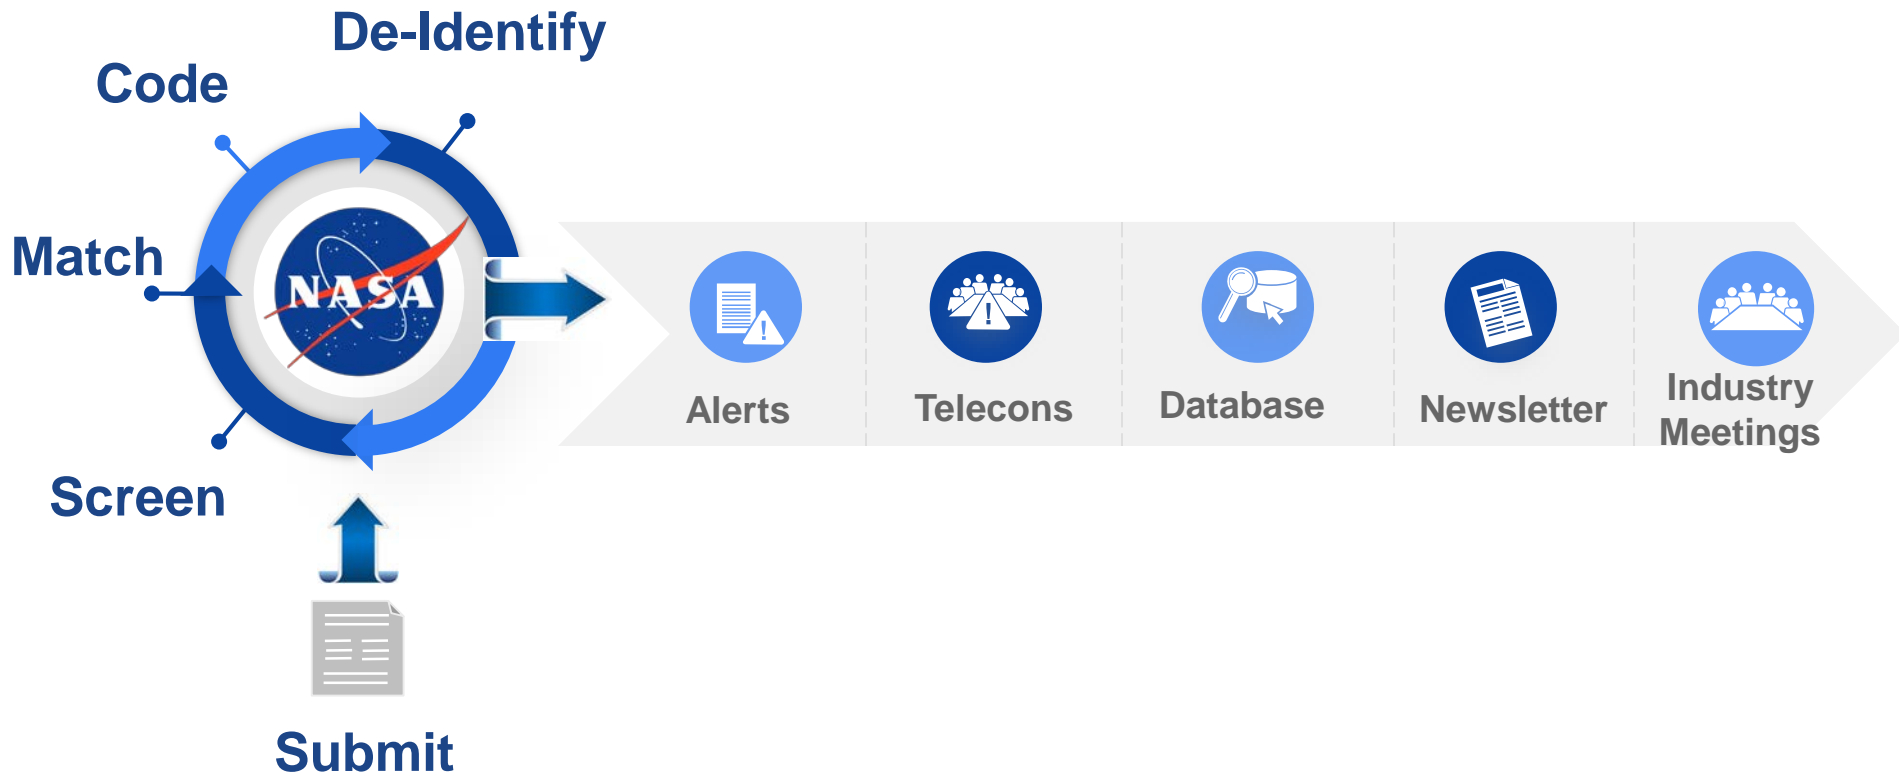 De-Identify
Code
Match
NASA
Screen
Submit
Alerts
Telecons
Database
Newsletter
Industry
Meetings